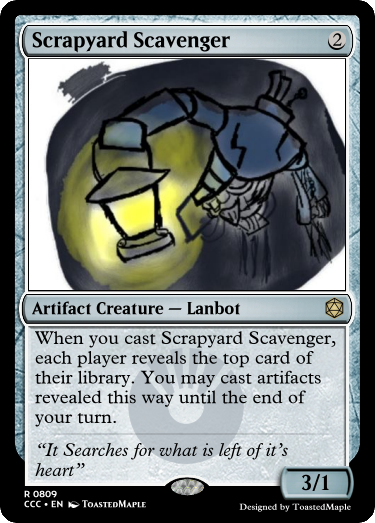 Scrapyard Scavenger 2
Artifact Creature — Lanbot
When you cast Scrapyard Scavenger,
each player reveals the top card of
their library. You may cast artifacts
revealed this way until the end of
your turn.
"It Searches for what is left of it's
heart"
3/1
R 0809
CCC • EN ToastedMaple
Designed by ToastedMaple